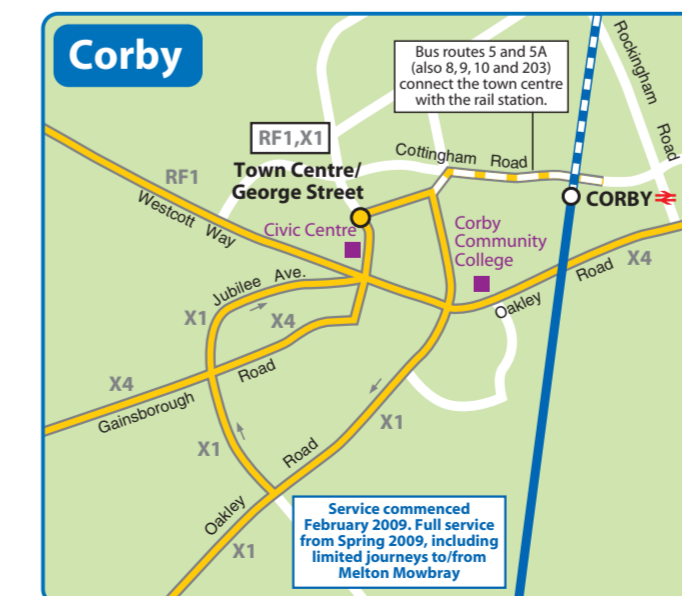 Corby
Bus routes 5 and 5A
(also 8, 9, 10 and 203)
connect the town centre
with the rail station.
Rockingham Road
RF1,X1
Cottingham Road
Town Centre/
George Street
RF1
CORBY
Westcott Way
Civic Centre
Corby
Community
College
X4
Oakley Road
Jubilee Ave.
X1
X4
X4
Gainsborough Road
X1
X1
Oakley Road
X1
Service commenced
February 2009. Full service
from Spring 2009, including
limited journeys to/from
Melton Mowbray